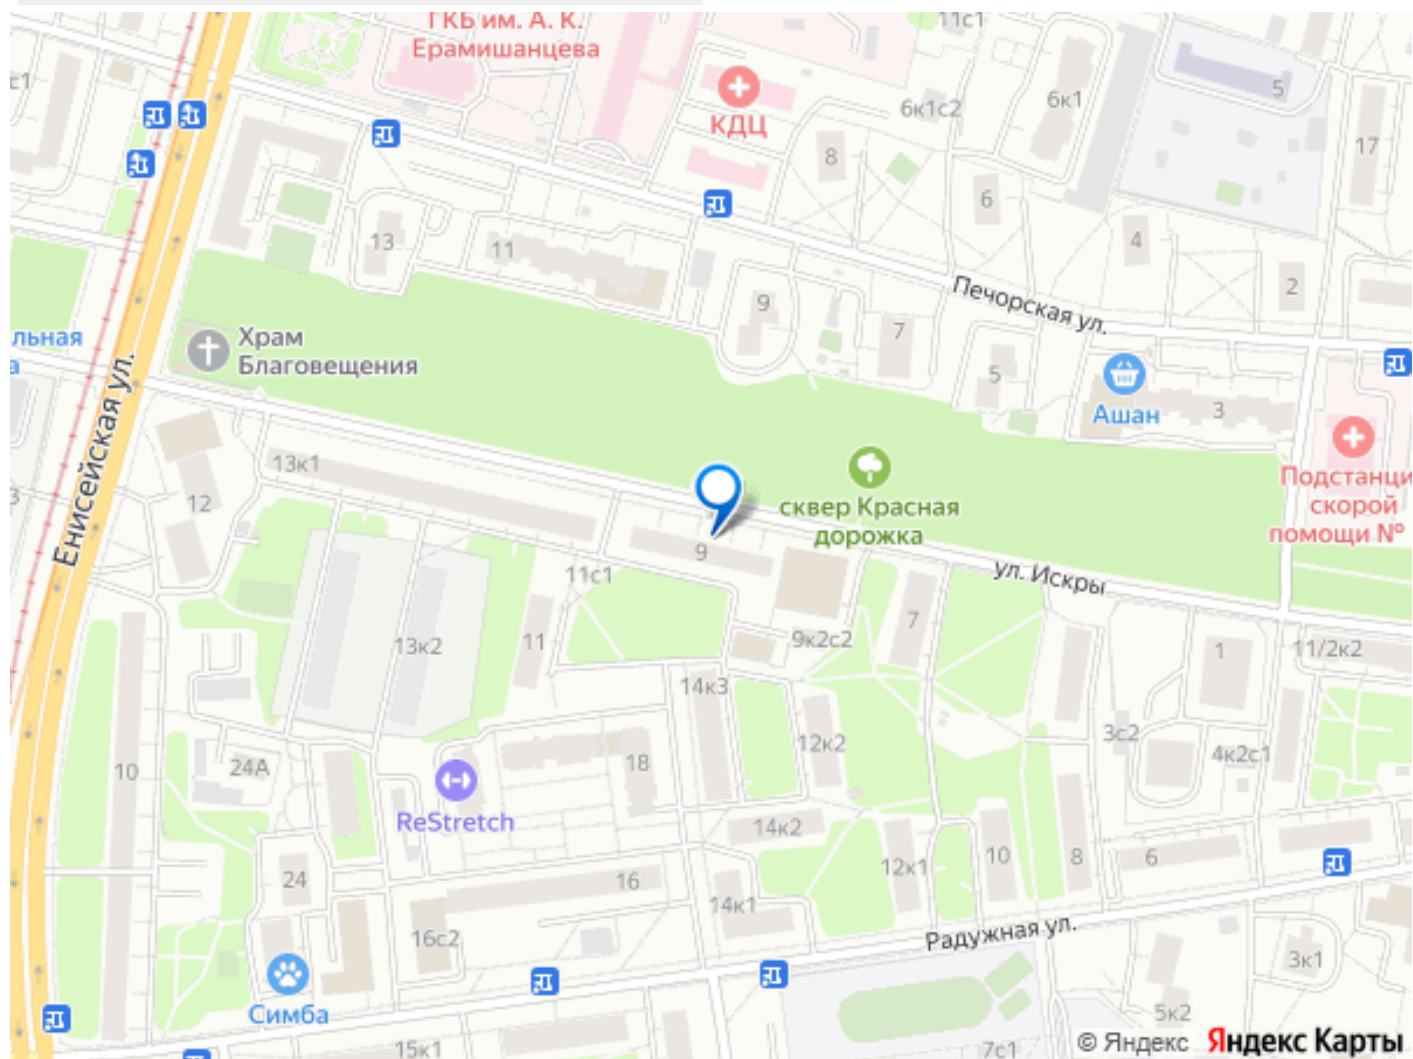 ГКБ им. А. К.
Ерамишанцева
11с1
с1
5
КДЦ
6к1с2
6к1
8
17
6
13
11
4
2
9
7
Печорская ул.
льная
а
Храм
Благовещения
Енисейская ул.
5
Ашан
3
13к1
12
3
сквер Красная
дорожка
Подстанци
скорой
помощи №
9
11с1
ул. Искры
13к2
11
9к2с2
7
1
11/2к2
14к3
12к2
3с2
4к2с1
10
24А
18
ReStretch
14к2
12к1
10
8
6
24
16
14к1
16с2
Радужная ул.
3к1
Симба
5к2
15к1
7с1
© Яндекс Яндекс Карты